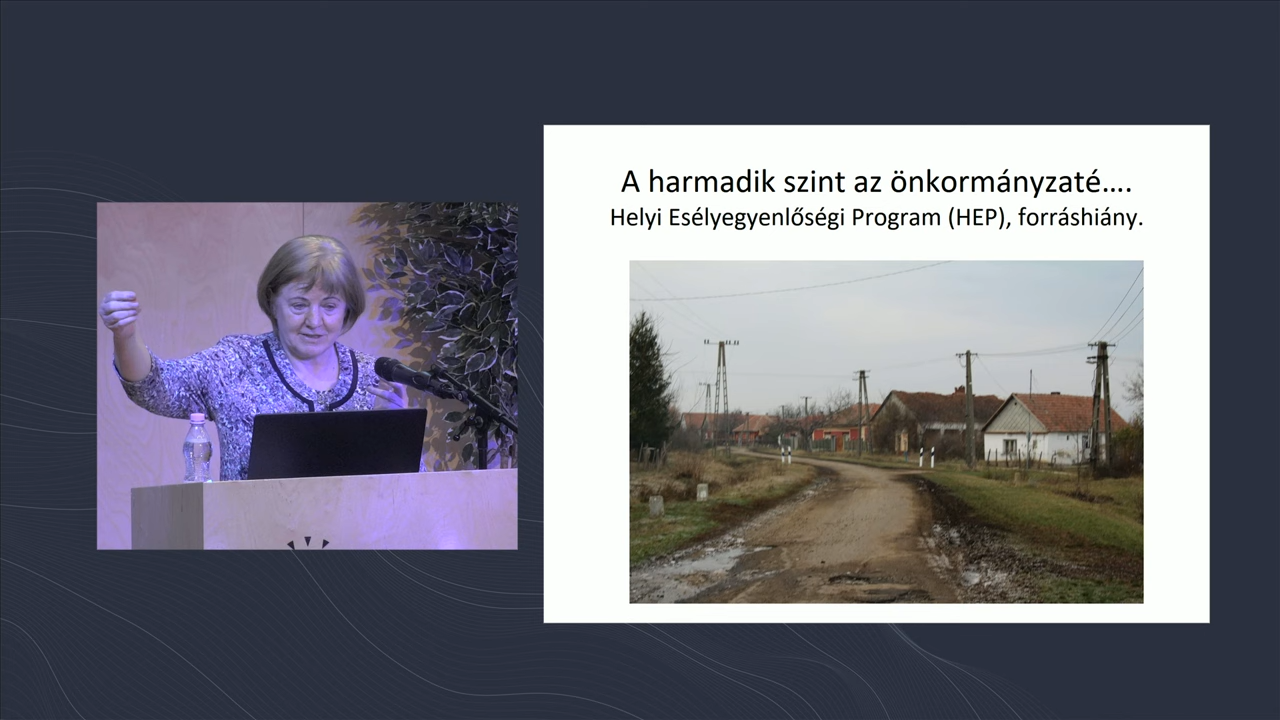 A harmadik szint az önkormányzaté....
Helyi Esélyegyenlőségi Program (HEP), forráshiány.